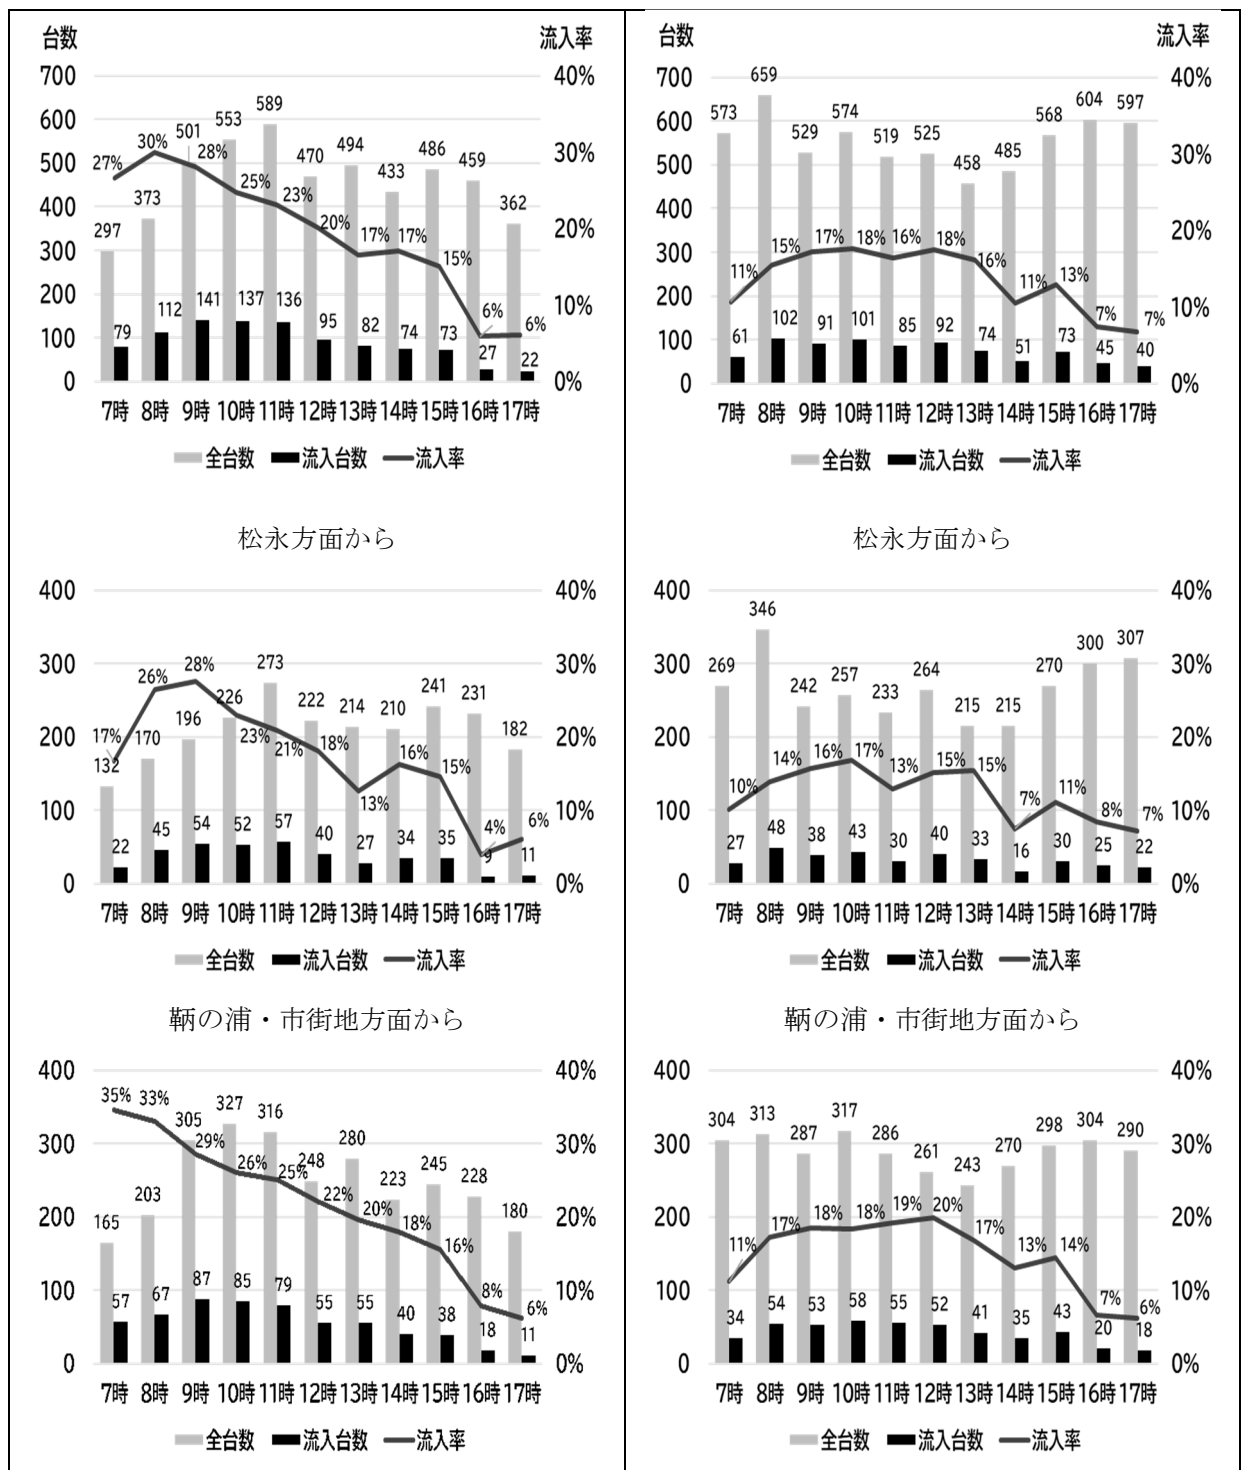 台数 流入率
700 40%
600 30%
500 20%
400 10%
300 0%
200
100
0
297 373 501 553 589 470 494 433 486 459 362
27% 30% 28% 25% 23% 20% 17% 17% 15% 6% 6%
79 112 141 137 136 95 82 74 73 27 22
7時 8時 9時 10時 11時 12時 13時 14時 15時 16時 17時
全台数 流入台数 流入率
台数 流入率
700 40%
600 30%
500 20%
400 10%
300 0%
200
100
0
573 659 529 574 519 525 458 485 568 604 597
11% 15% 17% 18% 16% 18% 16% 11% 13% 7% 7%
61 102 91 101 85 92 74 51 73 45 40
7時 8時 9時 10時 11時 12時 13時 14時 15時 16時 17時
全台数 流入台数 流入率
松永方面から
400 40%
300 30%
200 20%
100 10%
0 0%
132 170 196 226 273 222 214 210 241 231 182
17% 26% 28% 23% 21% 18% 13% 16% 15% 4% 6%
22 45 54 52 57 40 27 34 35 9 11
7時 8時 9時 10時 11時 12時 13時 14時 15時 16時 17時
全台数 流入台数 流入率
松永方面から
400 40%
300 30%
200 20%
100 10%
0 0%
269 346 242 257 233 264 215 215 270 300 307
10% 14% 16% 17% 13% 15% 15% 7% 11% 8% 7%
27 48 38 43 30 40 33 16 30 25 22
7時 8時 9時 10時 11時 12時 13時 14時 15時 16時 17時
全台数 流入台数 流入率
鞆の浦・市街地方面から
400 40%
300 30%
200 20%
100 10%
0 0%
165 203 305 327 316 248 280 223 245 228 180
35% 33% 29% 26% 25% 22% 20% 18% 16% 8% 6%
57 67 87 85 79 55 55 40 38 18 11
7時 8時 9時 10時 11時 12時 13時 14時 15時 16時 17時
全台数 流入台数 流入率
鞆の浦・市街地方面から
400 40%
300 30%
200 20%
100 10%
0 0%
304 313 287 317 286 261 243 270 298 304 290
11% 17% 18% 18% 19% 20% 17% 13% 14% 7% 6%
34 54 53 58 55 52 41 35 43 20 18
7時 8時 9時 10時 11時 12時 13時 14時 15時 16時 17時
全台数 流入台数 流入率